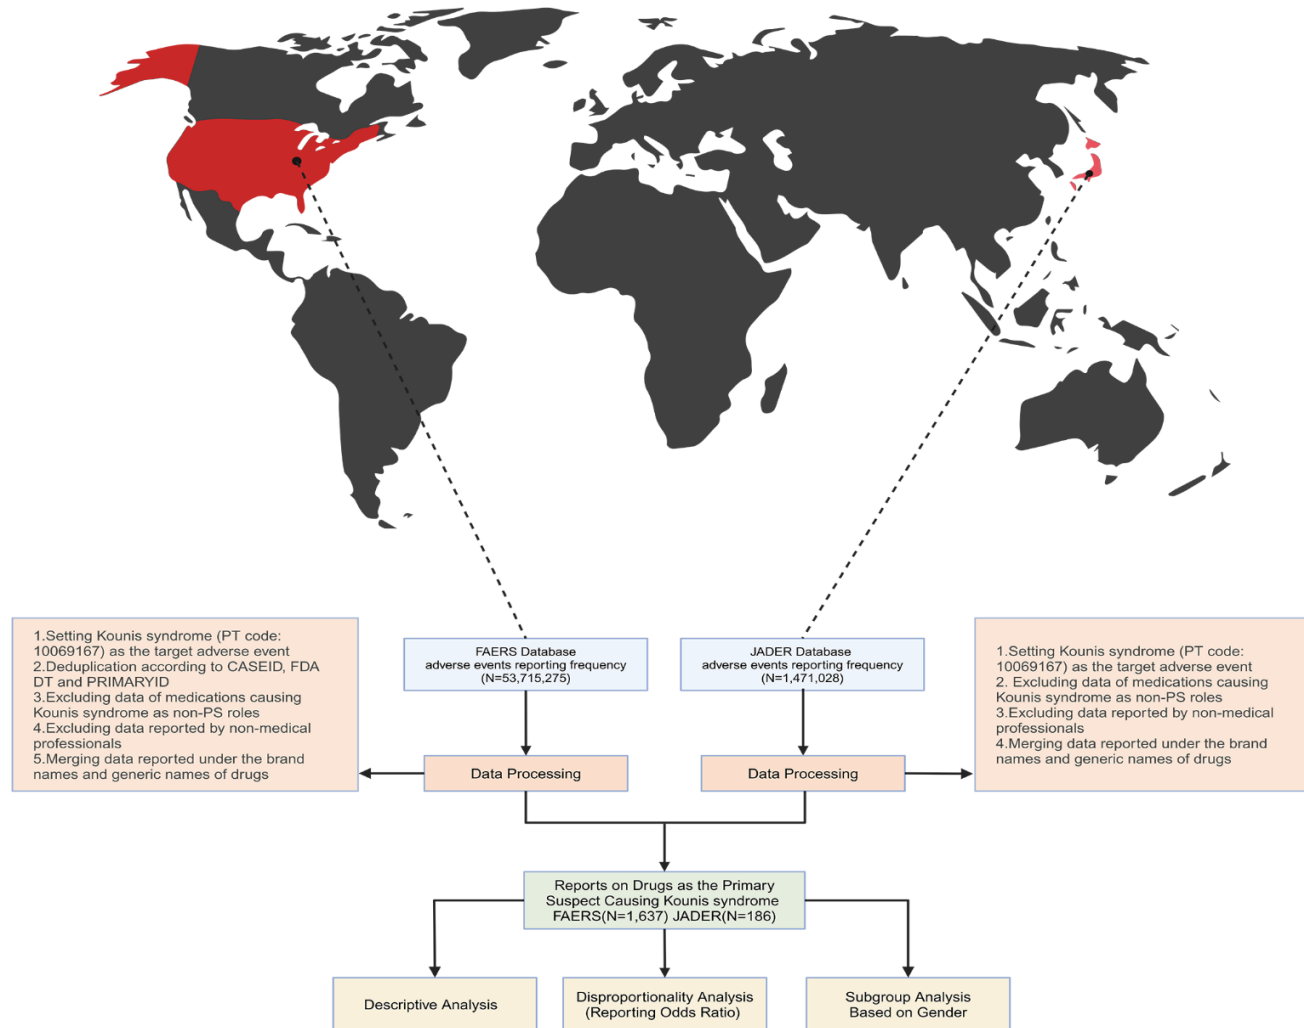 1.Setting Kounis syndrome (PT code:
10069167) as the target adverse event
2.Deduplication according to CASEID, FDA
DT and PRIMARYID
3.Excluding data of medications causing
Kounis syndrome as non-PS roles
4.Excluding data reported by non-medical
professionals
5.Merging data reported under the brand
names and generic names of drugs
FAERS Database
adverse events reporting frequency
(N=53,715,275)
JADER Database
adverse events reporting frequency
(N=1,471,028)
1.Setting Kounis syndrome (PT code:
10069167) as the target adverse event
2. Excluding data of medications causing
Kounis syndrome as non-PS roles
3.Excluding data reported by non-medical
professionals
4.Merging data reported under the brand
names and generic names of drugs
Data Processing
Data Processing
Reports on Drugs as the Primary
Suspect Causing Kounis syndrome
FAERS(N=1,637) JADER(N=186)
Descriptive Analysis
Disproportionality Analysis
(Reporting Odds Ratio)
Subgroup Analysis
Based on Gender